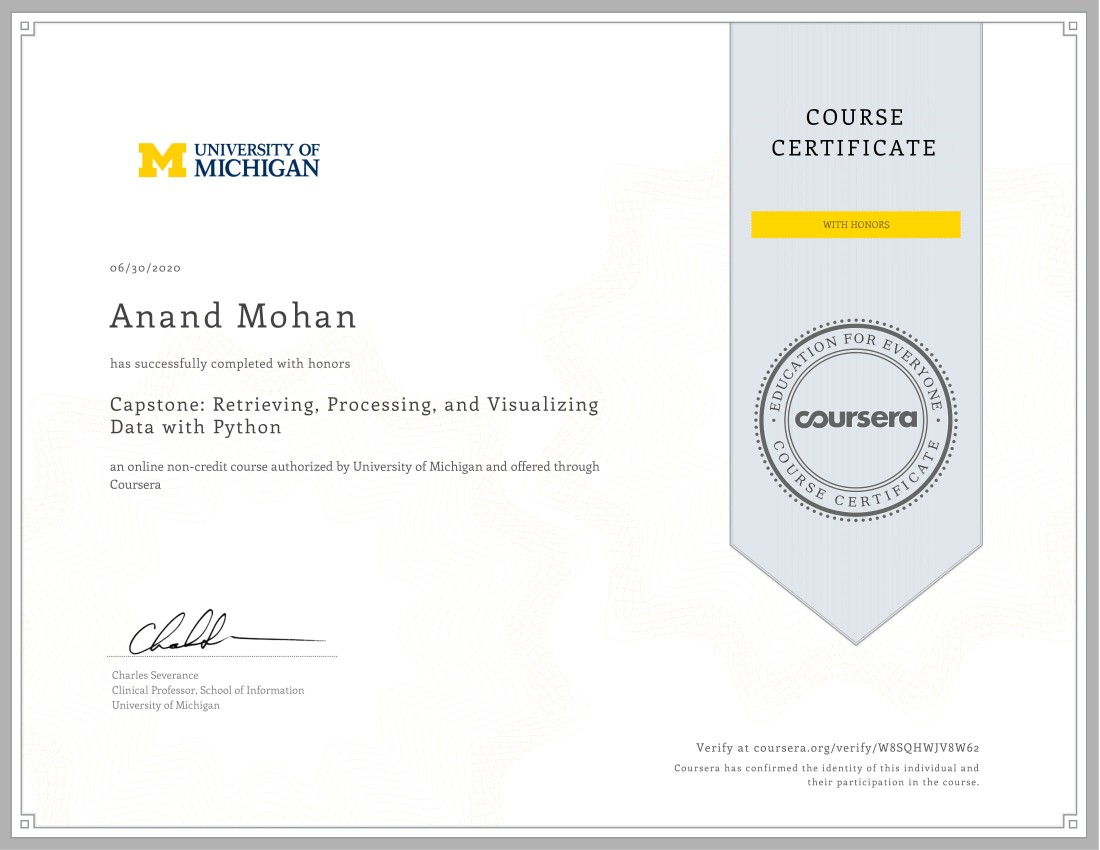 UNIVERSITY OF
MICHIGAN
06/30/2020
Anand Mohan
has successfully completed with honors
Capstone: Retrieving, Processing, and Visualizing
Data with Python
an online non-credit course authorized by University of Michigan and offered through
Coursera
Charles Severance
Clinical Professor, School of Information
University of Michigan
COURSE
CERTIFICATE
WITH HONORS
EDUCATION FOR EVERYONE
coursera
COURSE CERTIFICATE
Verify at coursera.org/verify/W8SQHWJV8W62
Coursera has confirmed the identity of this individual and
their participation in the course.